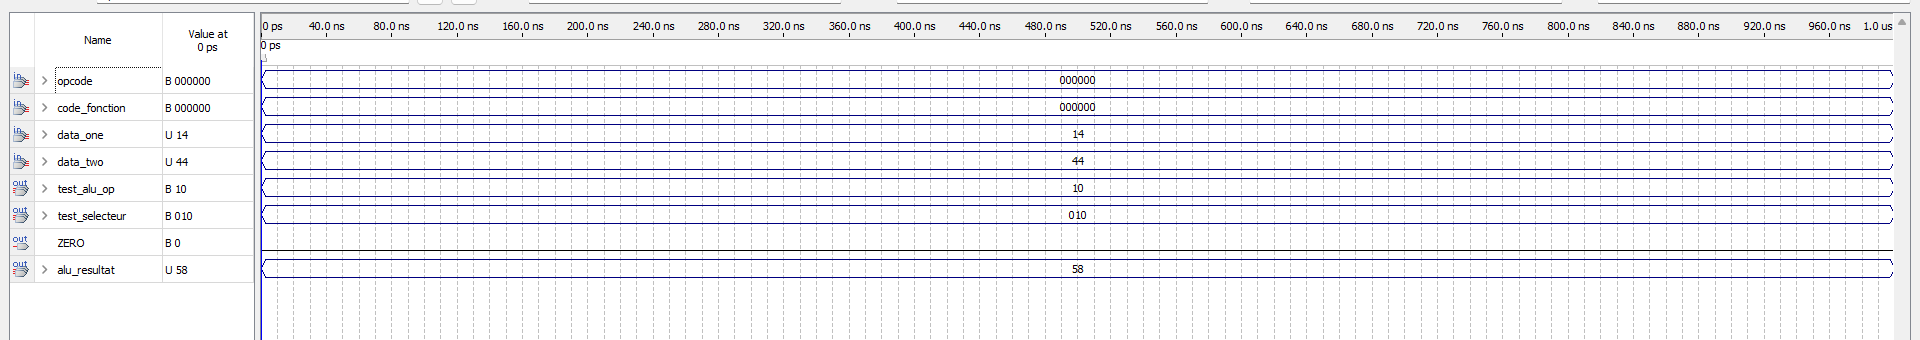 Name Value at 0 ps 0 ps 40.0 ns 80.0 ns 120.0 ns 160.0 ns 200.0 ns 240.0 ns 280.0 ns 320.0 ns 360.0 ns 400.0 ns 440.0 ns 480.0 ns 520.0 ns 560.0 ns 600.0 ns 640.0 ns 680.0 ns 720.0 ns 760.0 ns 800.0 ns 840.0 ns 880.0 ns 920.0 ns 960.0 ns 1.0 us
0 ps
in opcode B 000000 000000
in code_fonction B 000000 000000
in data_one U 14 14
in data_two U 44 44
out test_alu_op B 10 10
out test_selecteur B 010 010
out ZERO B 0
out alu_resultat U 58 58